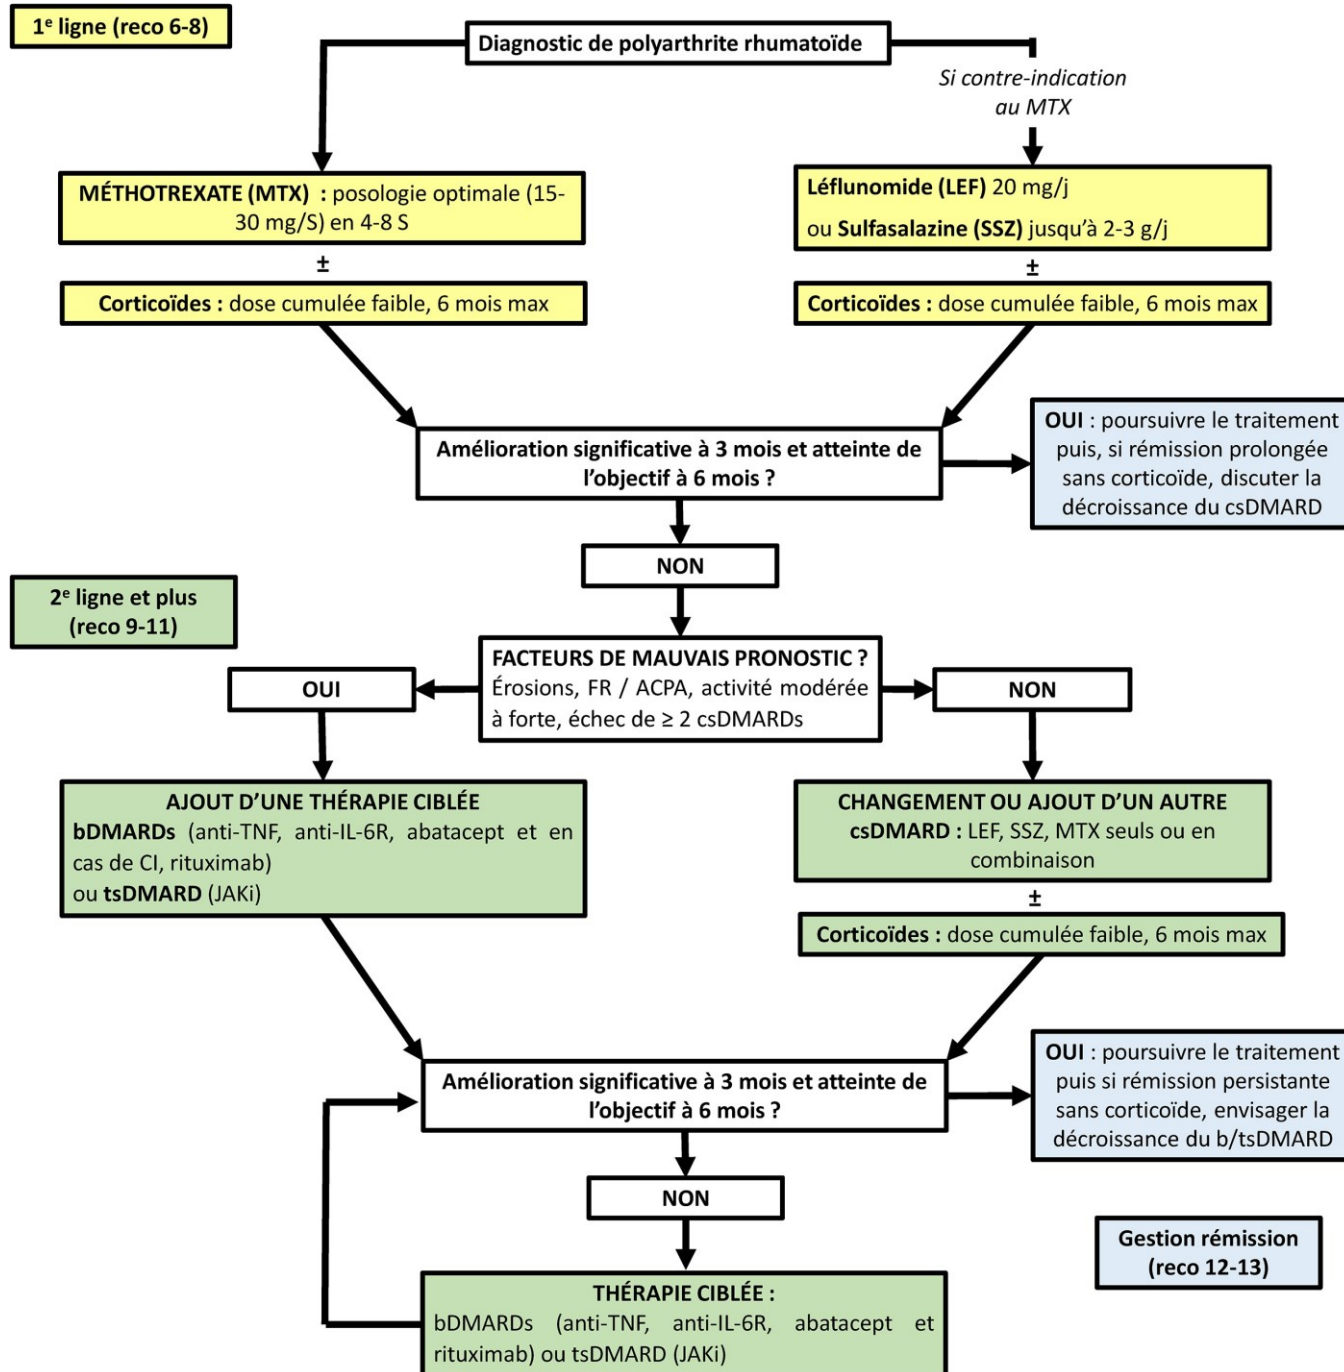 1e ligne (reco 6-8)
Diagnostic de polyarthrite rhumatoïde
Si contre-indication
au MTX
MÉTHOTREXATE (MTX) : posologie optimale (15-
30 mg/S) en 4-8 S
±
Corticoïdes : dose cumulée faible, 6 mois max
Léflunomide (LEF) 20 mg/j
ou Sulfasalazine (SSZ) jusqu’à 2-3 g/j
±
Corticoïdes : dose cumulée faible, 6 mois max
Amélioration significative à 3 mois et atteinte de
l’objectif à 6 mois ?
OUI : poursuivre le traitement
puis, si rémission prolongée
sans corticoïde, discuter la
décroissance du csDMARD
NON
2e ligne et plus
(reco 9-11)
FACTEURS DE MAUVAIS PRONOSTIC ?
Érosions, FR / ACPA, activité modérée
à forte, échec de ≥ 2 csDMARDs
OUI
NON
AJOUT D’UNE THÉRAPIE CIBLÉE
bDMARDs (anti-TNF, anti-IL-6R, abatacept et en
cas de CI, rituximab)
ou tsDMARD (JAKi)
CHANGEMENT OU AJOUT D’UN AUTRE
csDMARD : LEF, SSZ, MTX seuls ou en
combinaison
±
Corticoïdes : dose cumulée faible, 6 mois max
Amélioration significative à 3 mois et atteinte de
l’objectif à 6 mois ?
OUI : poursuivre le traitement
puis si rémission persistante
sans corticoïde, envisager la
décroissance du b/tsDMARD
NON
Gestion rémission
(reco 12-13)
THÉRAPIE CIBLÉE :
bDMARDs (anti-TNF, anti-IL-6R, abatacept et
rituximab) ou tsDMARD (JAKi)